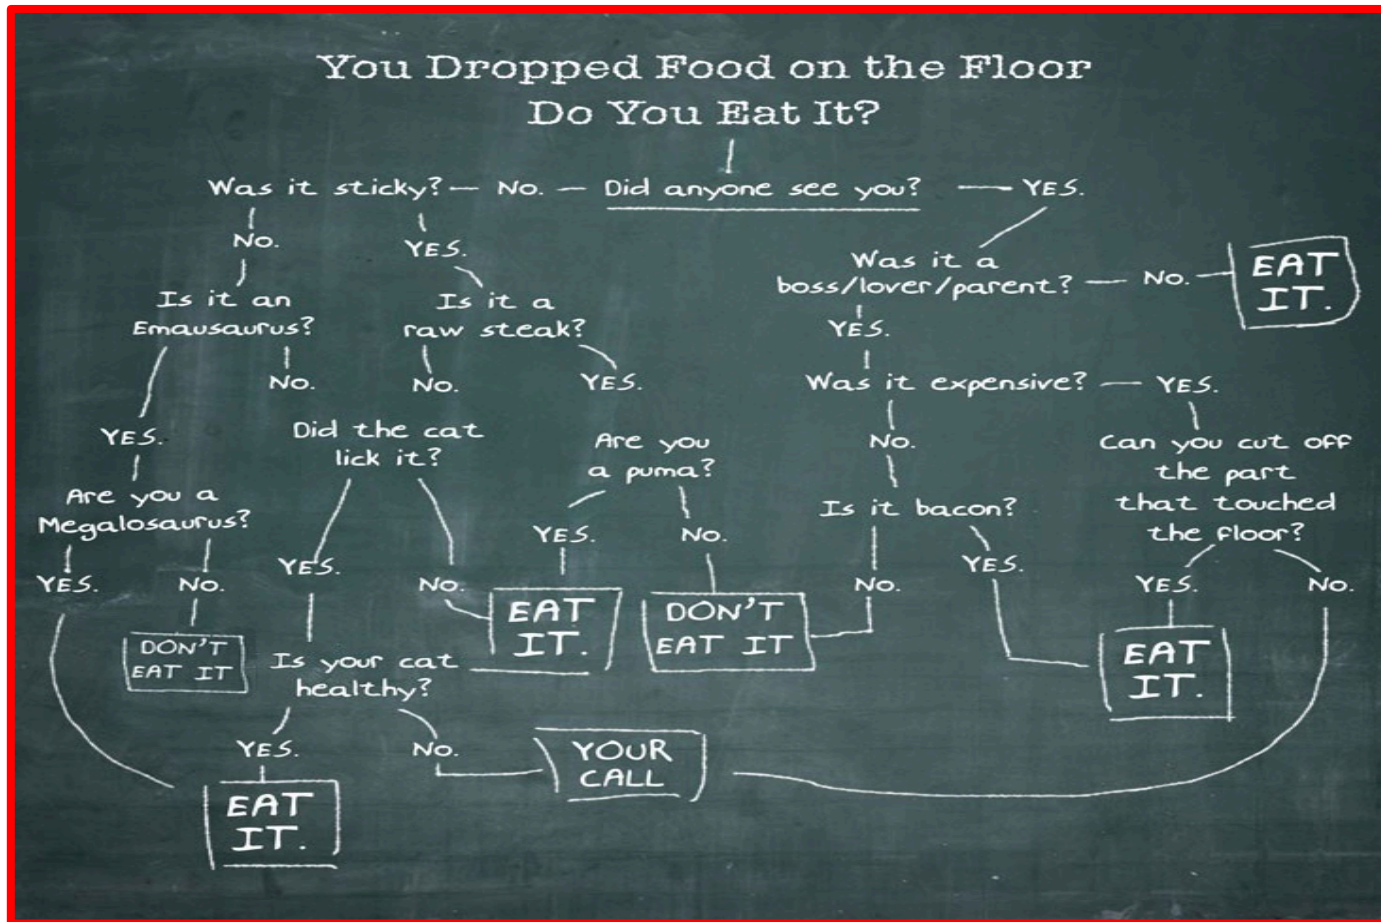 You Dropped Food on the Floor
Do You Eat It?
Was it sticky? — No. — Did anyone see you? — YES.
No.
YES.
Was it a
boss/lover/parent? — No.
EAT
IT.
Is it an
Emausaurus?
Is it a
raw steak?
YES.
No.
No.
YES.
Was it expensive? — YES.
YES.
Did the cat
lick it?
Are you
a puma?
No.
Can you cut off
the part
that touched
the floor?
Are you a
Megalosaurus?
Is it bacon?
YES.
No.
YES.
No.
YES.
No.
No.
YES.
YES.
No.
DON'T
EAT IT
EAT
IT.
DON'T
EAT IT
EAT
IT.
Is your cat
healthy?
YES.
No.
YOUR
CALL
EAT
IT.